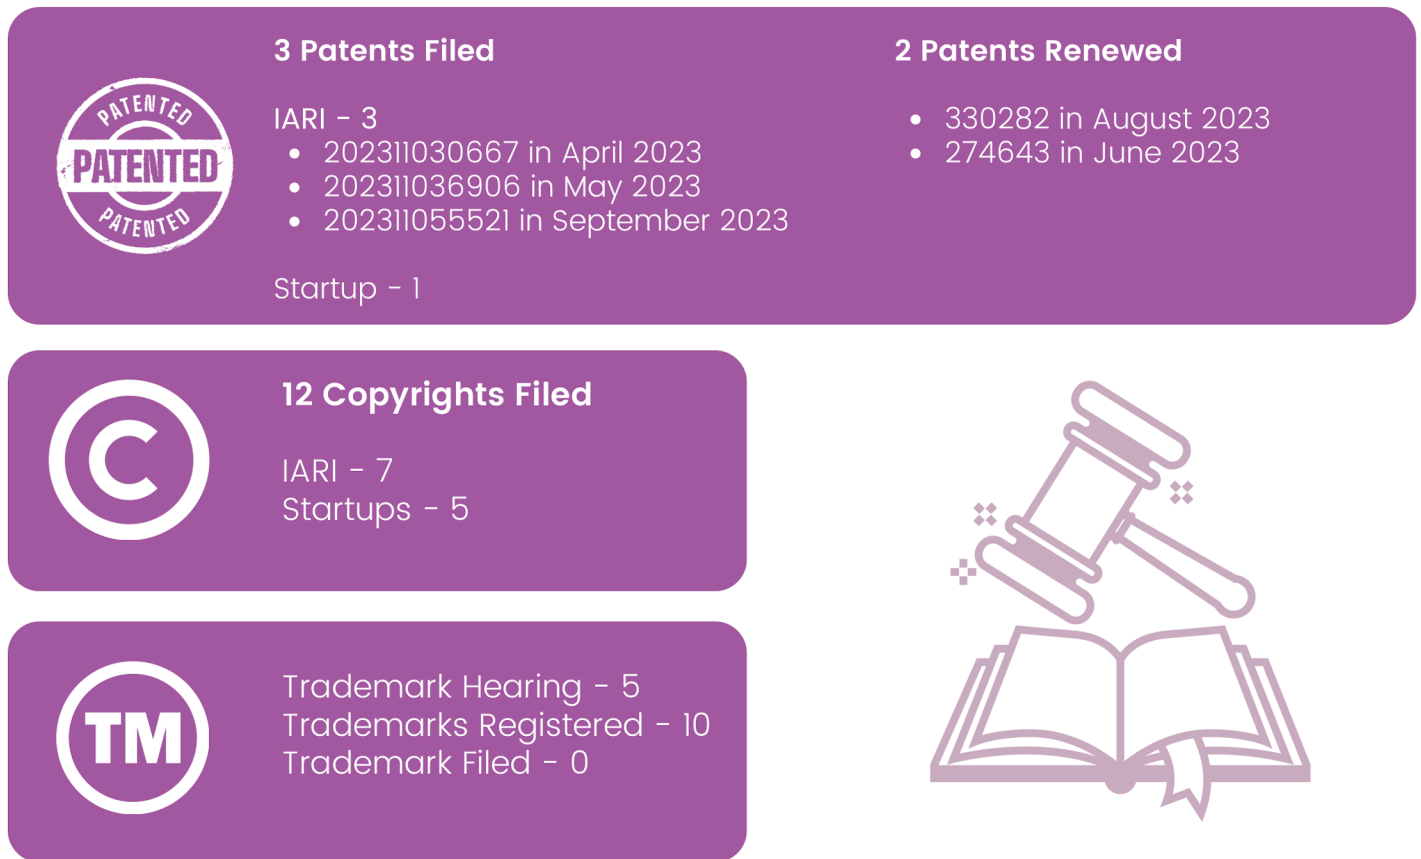 PATENTED
PATENTED
PATENTED
3 Patents Filed
IARI - 3
• 202311030667 in April 2023
• 202311036906 in May 2023
• 202311055521 in September 2023
Startup - 1
2 Patents Renewed
• 330282 in August 2023
• 274643 in June 2023
C
12 Copyrights Filed
IARI - 7
Startups - 5
TM
Trademark Hearing - 5
Trademarks Registered - 10
Trademark Filed - 0